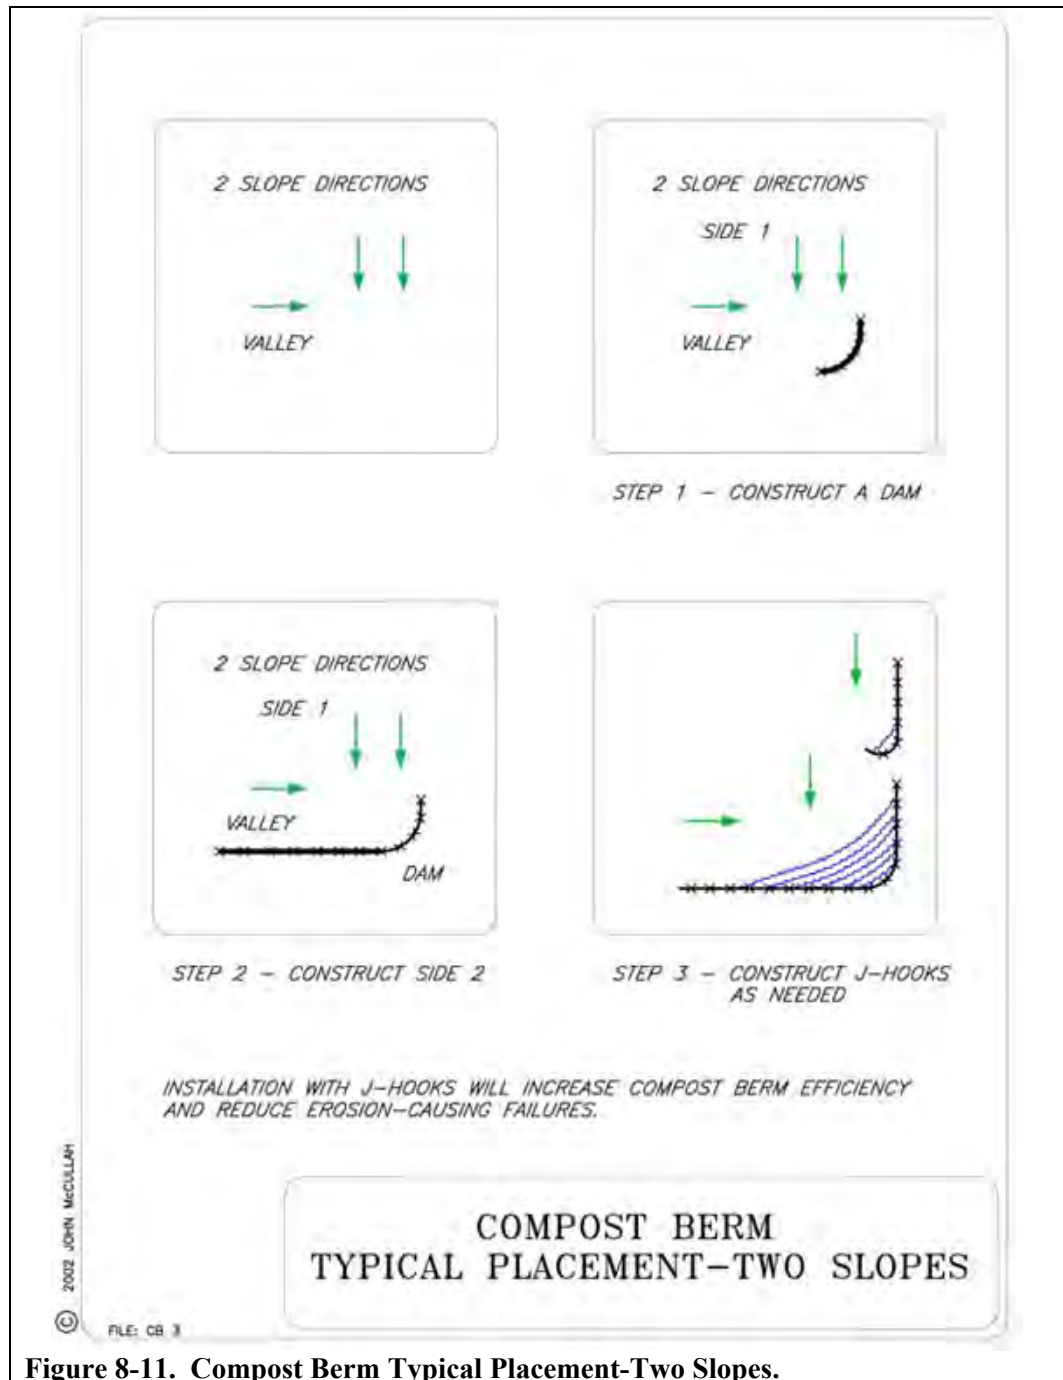 2 SLOPE DIRECTIONS
VALLEY
2 SLOPE DIRECTIONS
SIDE 1
VALLEY
STEP 1 - CONSTRUCT A DAM
2 SLOPE DIRECTIONS
SIDE 1
VALLEY
DAM
STEP 2 - CONSTRUCT SIDE 2
STEP 3 - CONSTRUCT J-HOOKS
AS NEEDED
INSTALLATION WITH J-HOOKS WILL INCREASE COMPOST BERM EFFICIENCY
AND REDUCE EROSION-CAUSING FAILURES.
COMPOST BERM
TYPICAL PLACEMENT-TWO SLOPES
© 2002 JOHN McCULLAH
FILE: CB 3
Figure 8-11. Compost Berm Typical Placement-Two Slopes.